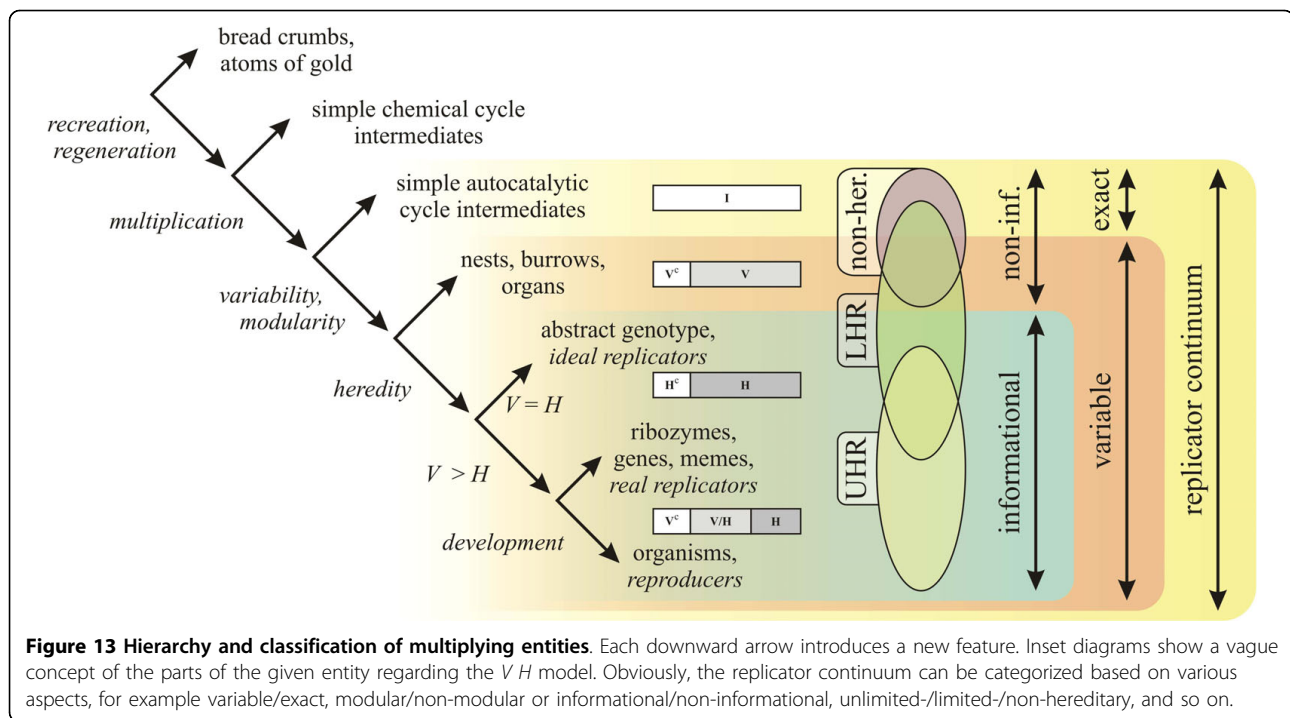 bread crumbs,
atoms of gold
recreation,
regeneration
simple chemical cycle
intermediates
multiplication
simple autocatalytic
cycle intermediates
I
variability,
modularity
nests, burrows,
organs
Vᶜ V
heredity
abstract genotype,
ideal replicators
V = H
Hᶜ H
V > H
ribozymes,
genes, memes,
real replicators
development
Vᶜ V/H H
organisms,
reproducers
non-her.
LHR
UHR
non-inf.
informational
exact
variable
replicator continuum
Figure 13 Hierarchy and classification of multiplying entities. Each downward arrow introduces a new feature. Inset diagrams show a vague
concept of the parts of the given entity regarding the V H model. Obviously, the replicator continuum can be categorized based on various
aspects, for example variable/exact, modular/non-modular or informational/non-informational, unlimited-/limited-/non-hereditary, and so on.